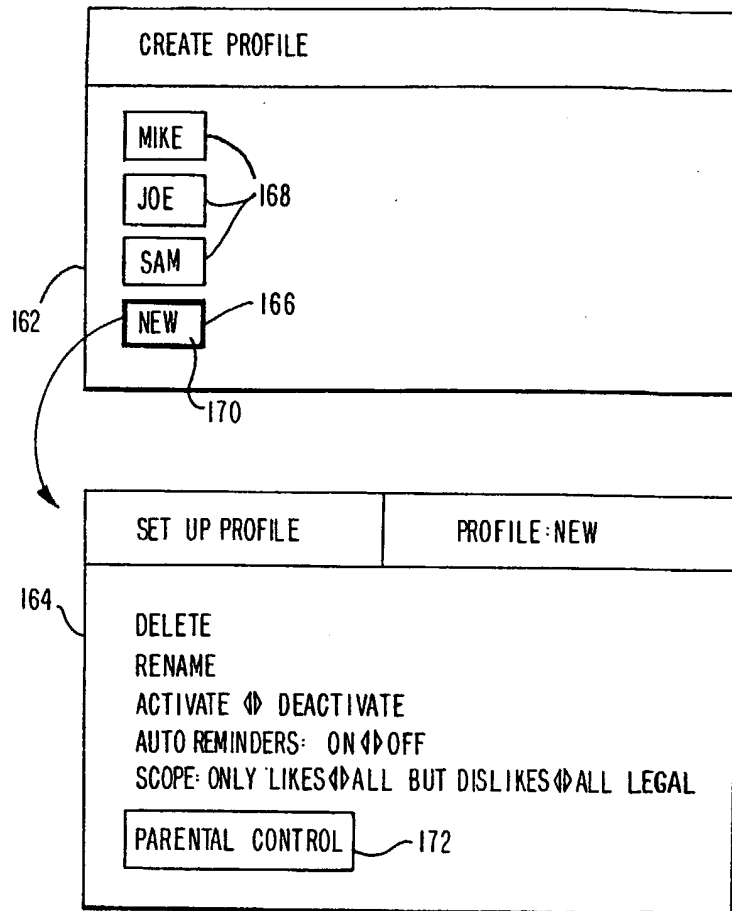 CREATE PROFILE
MIKE
JOE
168
SAM
162
NEW
166
170
SET UP PROFILE
PROFILE:NEW
164
DELETE
RENAME
ACTIVATE ◁▷ DEACTIVATE
AUTO REMINDERS: ON◁▷OFF
SCOPE: ONLY LIKES◁▷ALL BUT DISLIKES◁▷ALL LEGAL
PARENTAL CONTROL
172